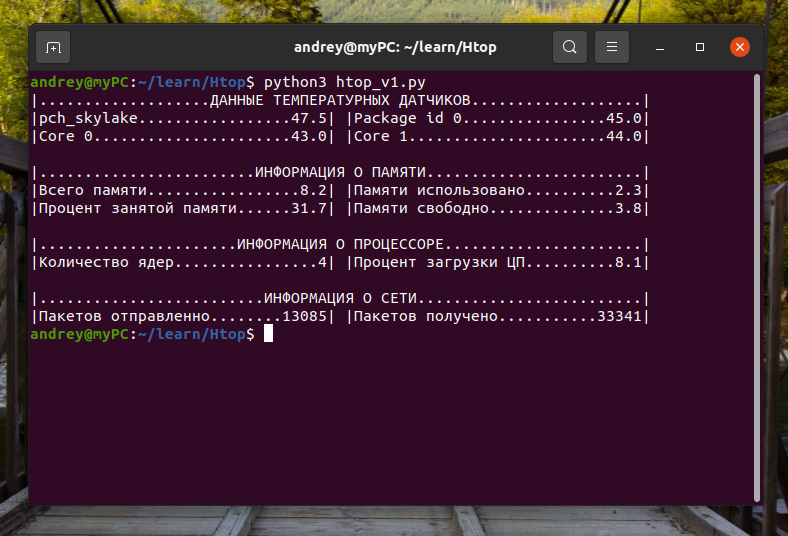 andrey@myPC: ~/learn/Htop
andrey@myPC:~/learn/Htop$ python3 htop_v1.py
|...................ДАННЫЕ ТЕМПЕРАТУРНЫХ ДАТЧИКОВ...................|
|pch_skylake.................47.5| |Package id 0................45.0|
|Core 0......................43.0| |Core 1......................44.0|
|........................ИНФОРМАЦИЯ О ПАМЯТИ........................|
|Всего памяти.................8.2| |Памяти использовано..........2.3|
|Процент занятой памяти......31.7| |Памяти свободно..............3.8|
|......................ИНФОРМАЦИЯ О ПРОЦЕССОРЕ......................|
|Количество ядер................4| |Процент загрузки ЦП..........8.1|
|.........................ИНФОРМАЦИЯ О СЕТИ.........................|
|Пакетов отправленно........13085| |Пакетов получено...........33341|
andrey@myPC:~/learn/Htop$